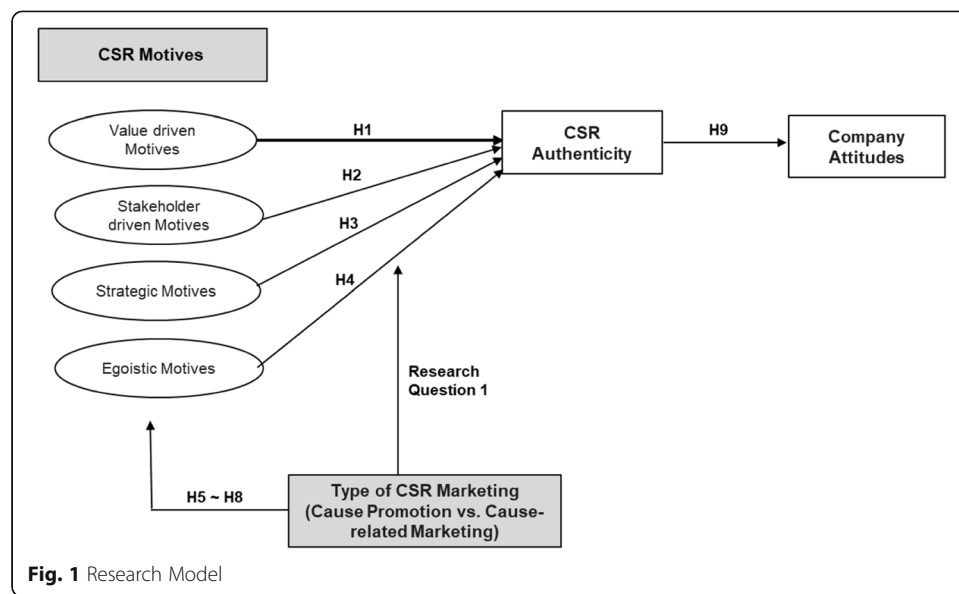 CSR Motives
Value driven
Motives
H1
CSR
Authenticity
H9
Company
Attitudes
H2
Stakeholder
driven Motives
H3
Strategic Motives
H4
Egoistic Motives
Research
Question 1
H5 ~ H8
Type of CSR Marketing
(Cause Promotion vs. Cause-
related Marketing)
Fig. 1 Research Model